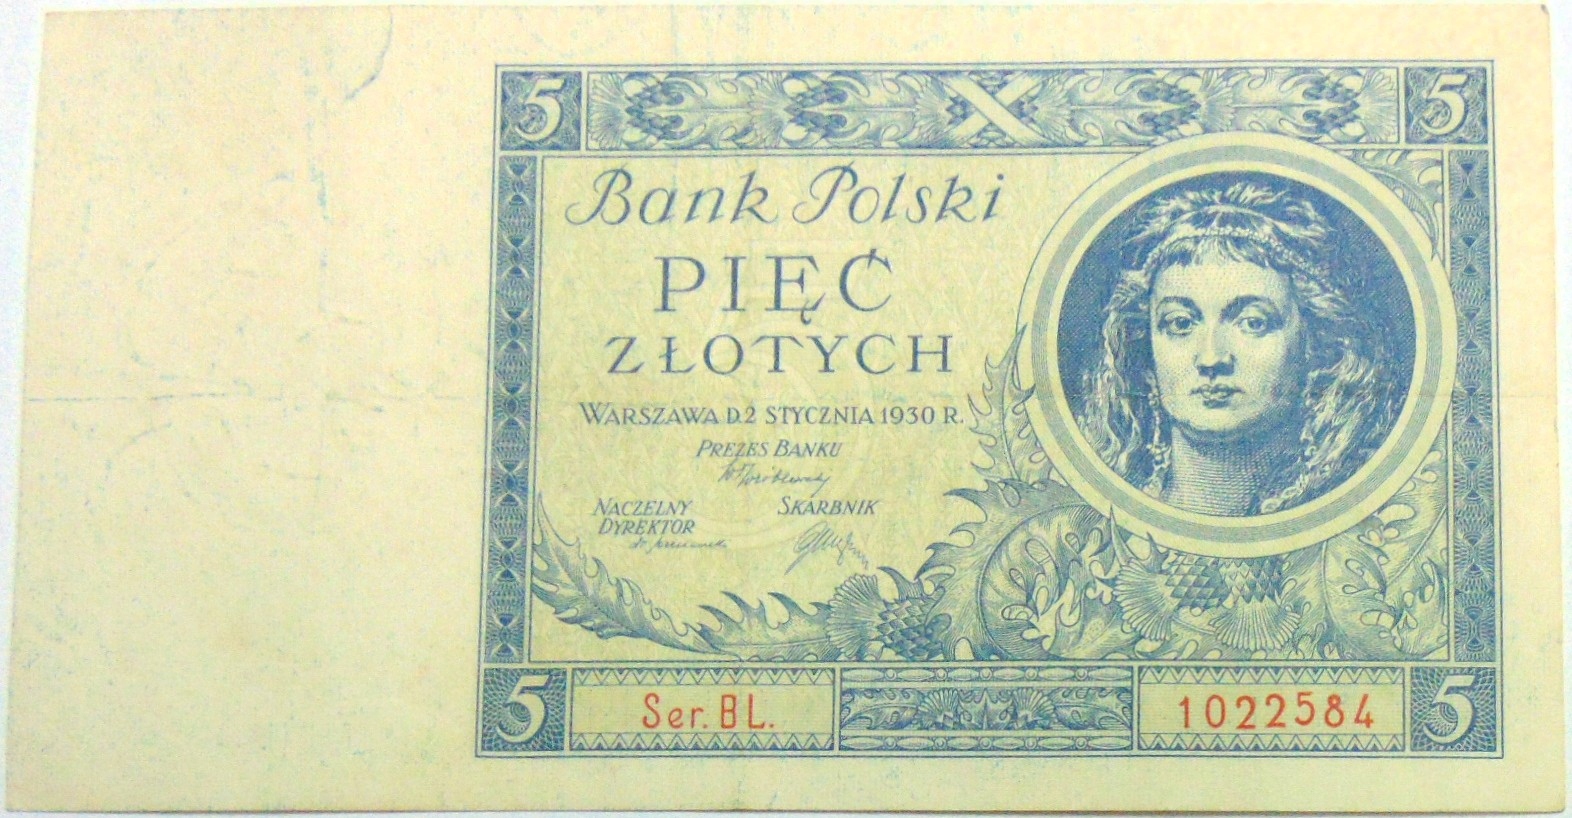 5 5
Bank Polski
PIĘĆ
ZŁOTYCH
WARSZAWA D.2 STYCZNIA 1930 R.
PREZES BANKU
NACZELNY
DYREKTOR
SKARBNIK
5 Ser. BL. 1022584 5